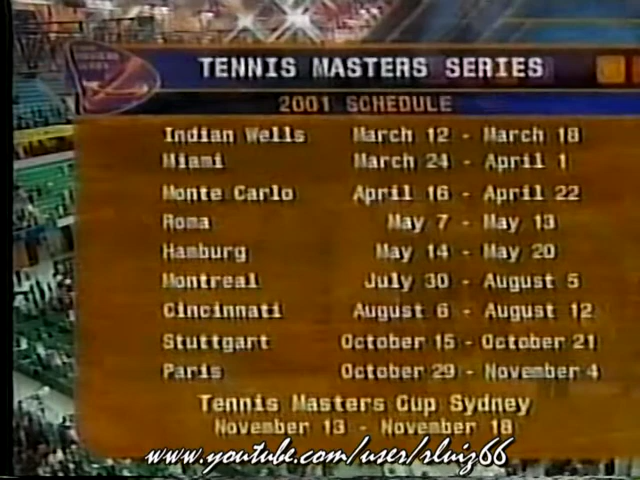 TENNIS MASTERS SERIES
2001 SCHEDULE
Indian Wells March 12 - March 18
Miami March 24 - April 1
Monte Carlo April 16 - April 22
Roma May 7 - May 13
Hamburg May 14 - May 20
Montreal July 30 - August 5
Cincinnati August 6 - August 12
Stuttgart October 15 - October 21
Paris October 29 - November 4
Tennis Masters Cup Sydney
November 13 - November 18
www.youtube.com/user/rluiz66